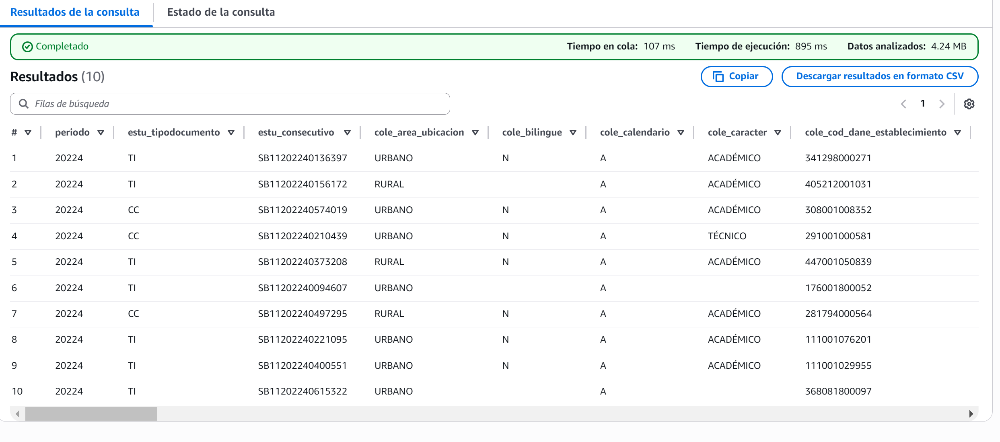 Resultados de la consulta Estado de la consulta
Completado Tiempo en cola: 107 ms Tiempo de ejecución: 895 ms Datos analizados: 4.24 MB
Resultados (10) Copiar Descargar resultados en formato CSV
Filas de búsqueda 1
# periodo estu_tipodocumento estu_consecutivo cole_area_ubicacion cole_bilingue cole_calendario cole_caracter cole_cod_dane_establecimiento
1 20224 TI SB11202240136397 URBANO N A ACADÉMICO 341298000271
2 20224 TI SB11202240156172 RURAL A ACADÉMICO 405212001031
3 20224 CC SB11202240574019 URBANO N A ACADÉMICO 308001008352
4 20224 CC SB11202240210439 URBANO N A TÉCNICO 291001000581
5 20224 TI SB11202240373208 RURAL N A ACADÉMICO 447001050839
6 20224 TI SB11202240094607 URBANO A 176001800052
7 20224 CC SB11202240497295 RURAL N A ACADÉMICO 281794000564
8 20224 TI SB11202240221095 URBANO N A ACADÉMICO 111001076201
9 20224 TI SB11202240400551 URBANO N A ACADÉMICO 111001029955
10 20224 TI SB11202240615322 URBANO A 368081800097